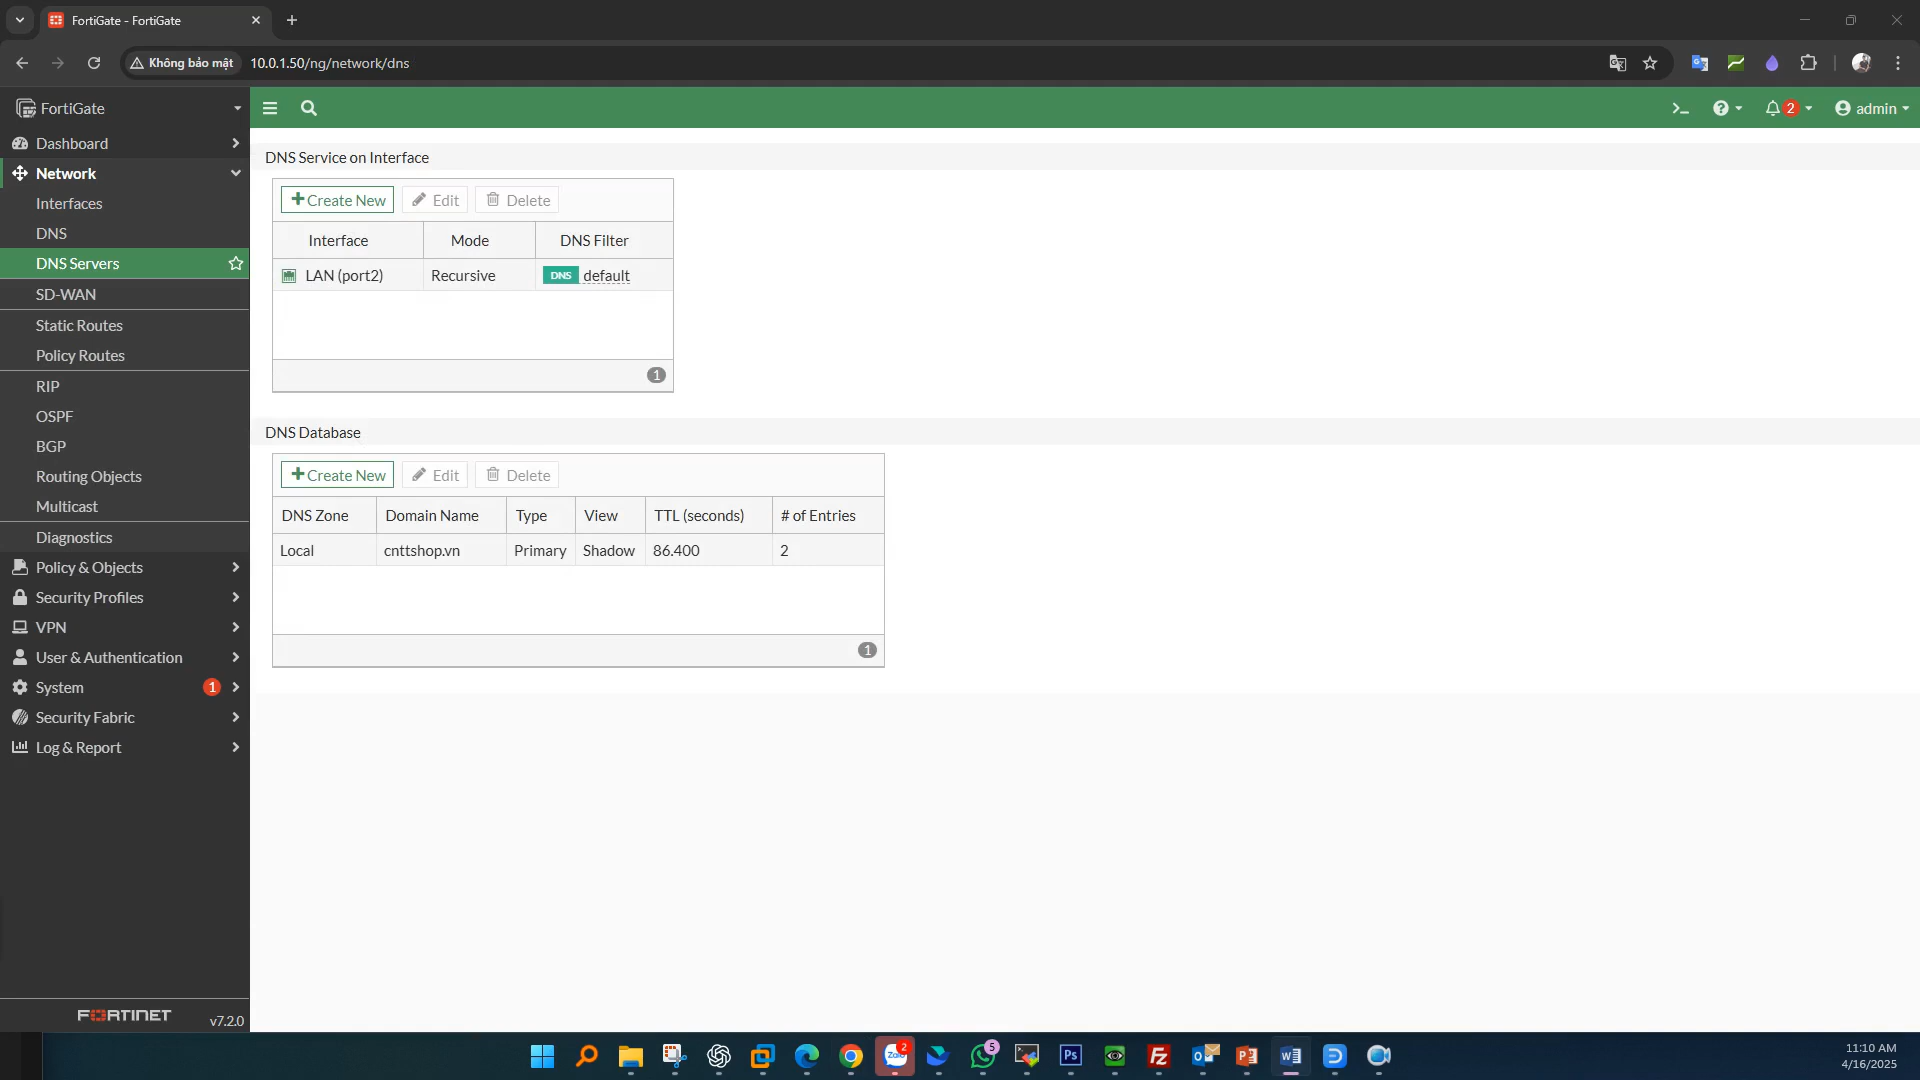 FortiGate - FortiGate
Không bảo mật
10.0.1.50/ng/network/dns
FortiGate
2
admin
Dashboard
Network
Interfaces
DNS
DNS Servers
SD-WAN
Static Routes
Policy Routes
RIP
OSPF
BGP
Routing Objects
Multicast
Diagnostics
Policy & Objects
Security Profiles
VPN
User & Authentication
System 1
Security Fabric
Log & Report
FORTINET v7.2.0
DNS Service on Interface
Create New Edit Delete
Interface Mode DNS Filter
LAN (port2) Recursive DNS default
1
DNS Database
Create New Edit Delete
DNS Zone Domain Name Type View TTL (seconds) # of Entries
Local cnttshop.vn Primary Shadow 86.400 2
1
Zalo 2
5
Ps
Fz
P
W
11:10 AM
4/16/2025